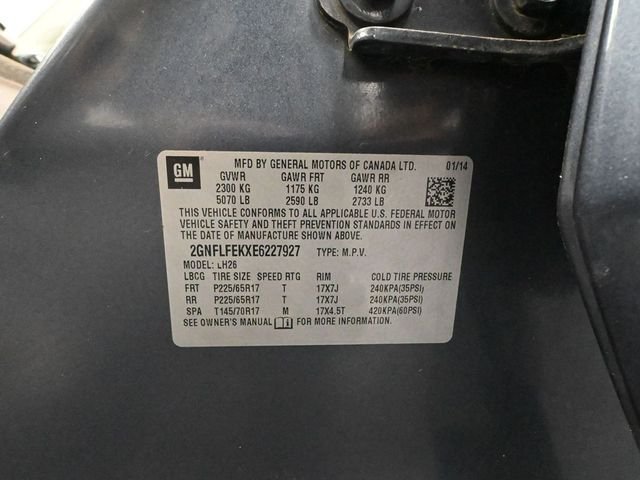 GM
MFD BY GENERAL MOTORS OF CANADA LTD. 01/14
GVWR GAWR FRT GAWR RR
2300 KG 1175 KG 1240 KG
5070 LB 2590 LB 2733 LB
THIS VEHICLE CONFORMS TO ALL APPLICABLE U.S. FEDERAL MOTOR
VEHICLE SAFETY AND THEFT PREVENTION STANDARDS IN EFFECT ON
THE DATE OF MANUFACTURE SHOWN ABOVE.
2GNFLFEKXE6227927 TYPE: M.P.V.
MODEL: LH26
LBCG TIRE SIZE SPEED RTG RIM COLD TIRE PRESSURE
FRT P225/65R17 T 17X7J 240KPA(35PSI)
RR P225/65R17 T 17X7J 240KPA(35PSI)
SPA T145/70R17 M 17X4.5T 420KPA(60PSI)
SEE OWNER'S MANUAL FOR MORE INFORMATION.